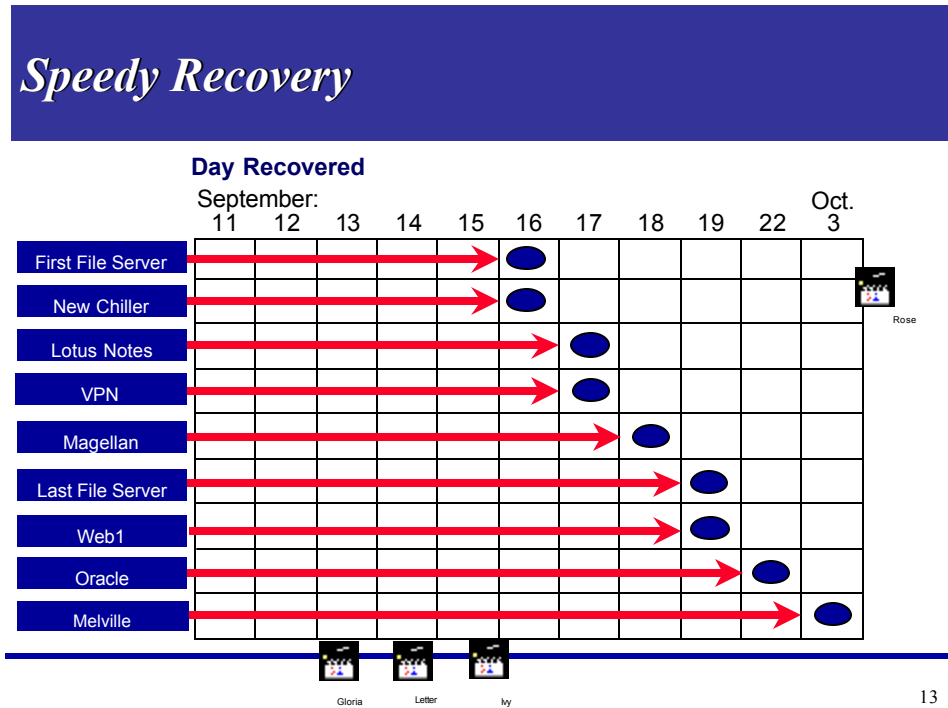 Speedy Recovery
Day Recovered
September:
Oct.
11 12 13 14 15 16 17 18 19 22 3
First File Server
New Chiller
Rose
Lotus Notes
VPN
Magellan
Last File Server
Web1
Oracle
Melville
Gloria Letter Ivy
13